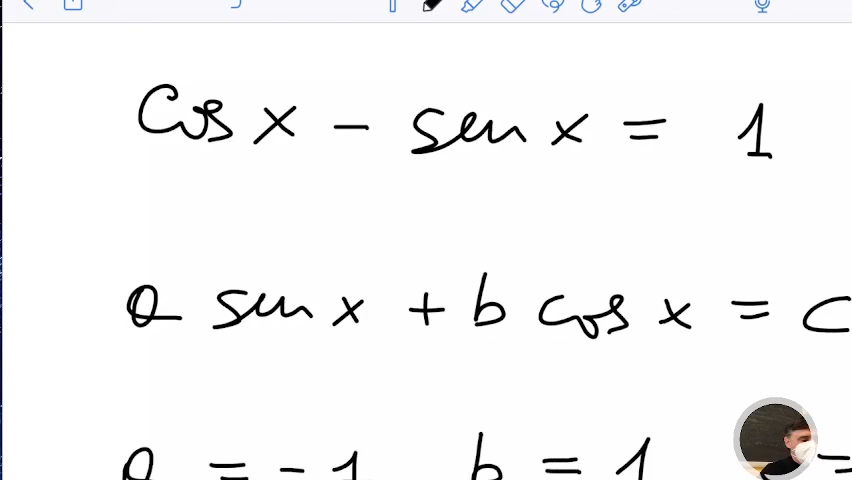 cos x - sen x = 1
a sen x + b cos x = c
a = -1 b = 1 =